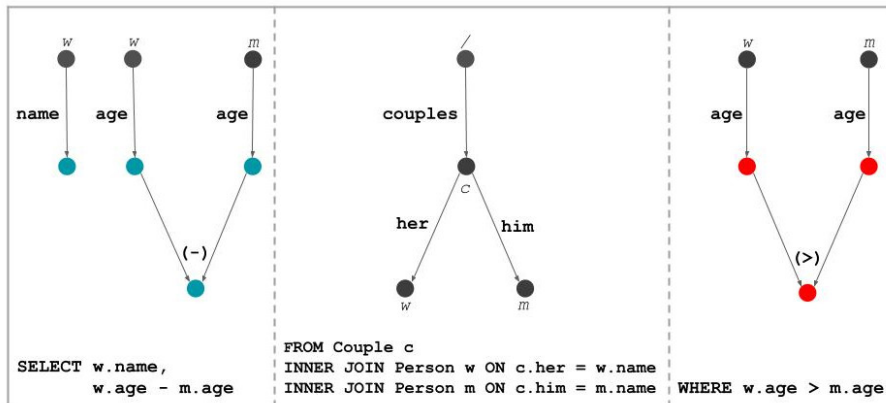 w w m
name age age
(-)
SELECT w.name,
w.age - m.age
/
couples
c
her him
w m
FROM Couple c
INNER JOIN Person w ON c.her = w.name
INNER JOIN Person m ON c.him = m.name
w m
age age
(>)
WHERE w.age > m.age